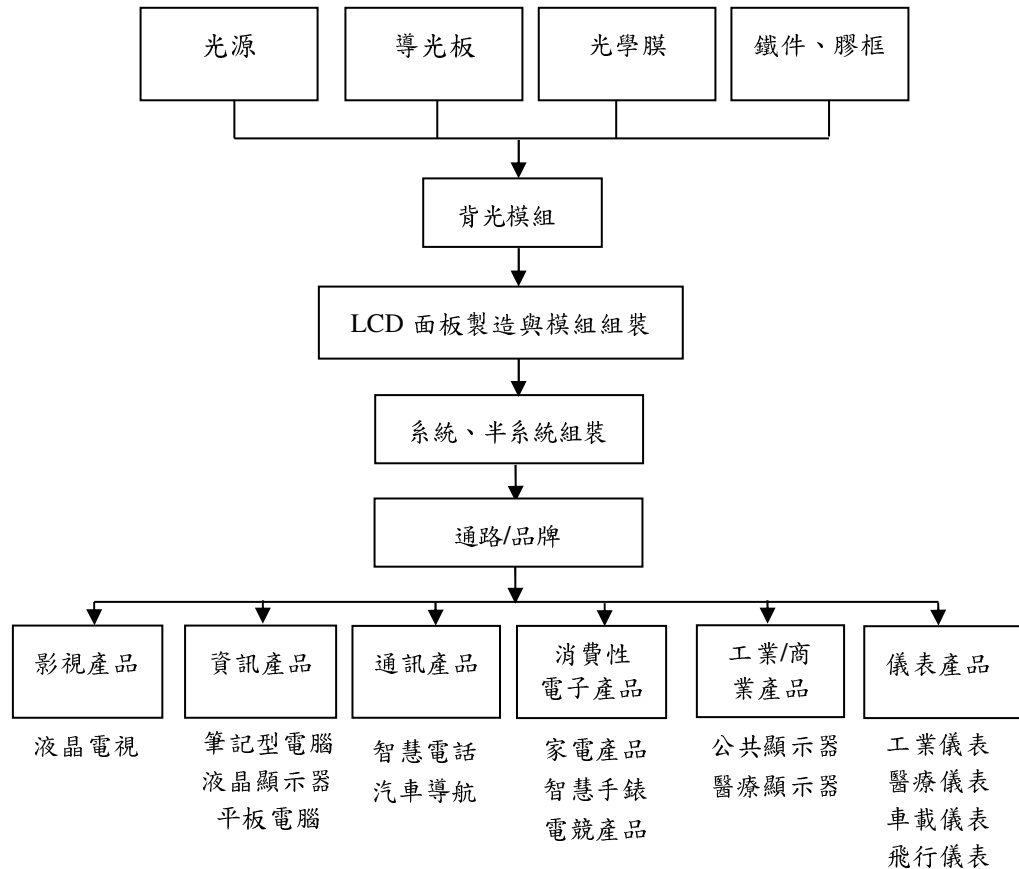 光源
導光板
光學膜
鐵件、膠框
背光模組
LCD 面板製造與模組組裝
系統、半系統組裝
通路/品牌
影視產品
資訊產品
通訊產品
消費性
電子產品
工業/商
業產品
儀表產品
液晶電視
筆記型電腦
液晶顯示器
平板電腦
智慧電話
汽車導航
家電產品
智慧手錶
電競產品
公共顯示器
醫療顯示器
工業儀表
醫療儀表
車載儀表
飛行儀表